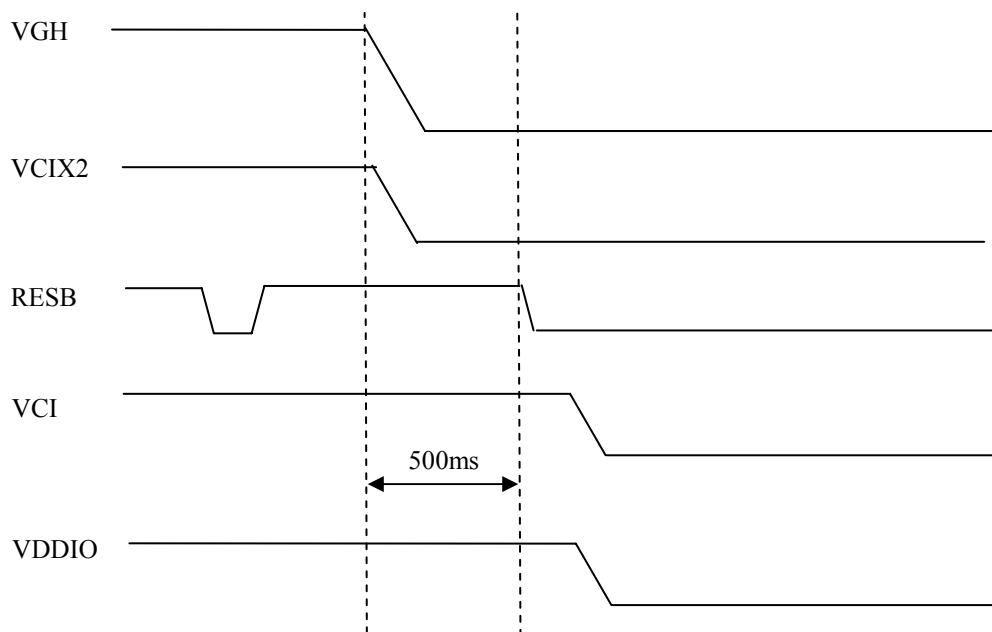 VGH
VCIX2
RESB
VCI
500ms
VDDIO